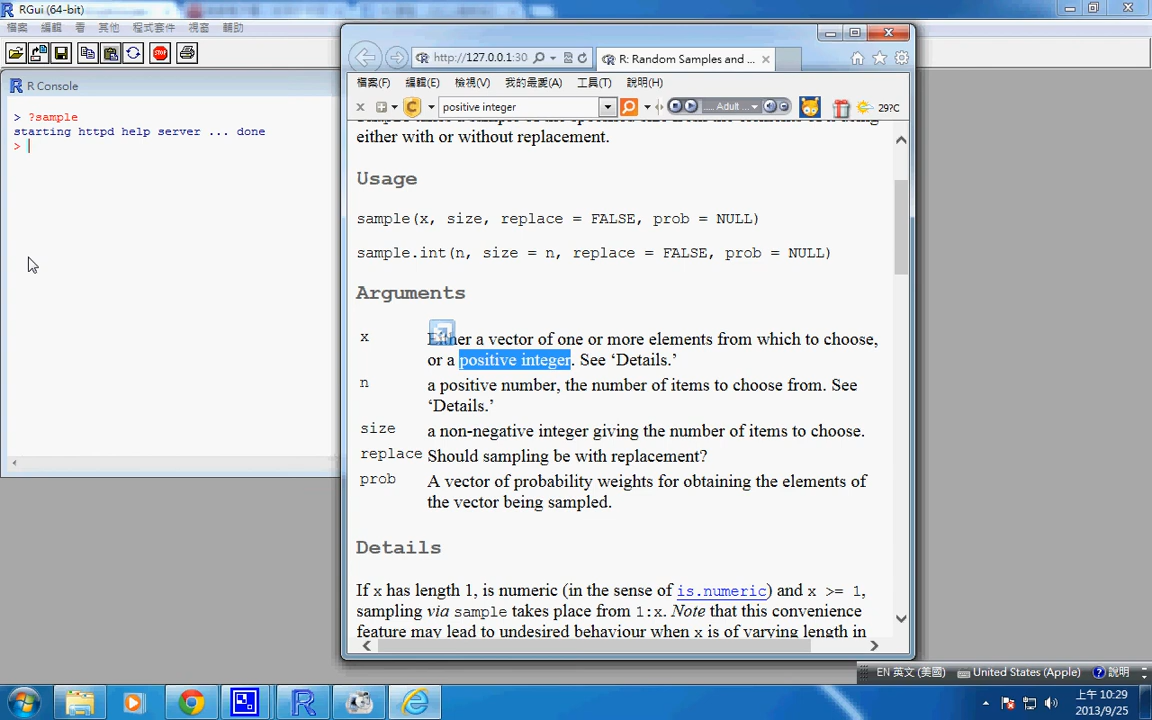 RGui (64-bit)
檔案 編輯 看 其他 程式套件 視窗 輔助
R Console
> ?sample
starting httpd help server ... done
>
http://127.0.0.1:30
R: Random Samples and ...
檔案(F) 編輯(E) 檢視(V) 我的最愛(A) 工具(T) 說明(H)
positive integer
.... Adult
29?C
either with or without replacement.
Usage
sample(x, size, replace = FALSE, prob = NULL)
sample.int(n, size = n, replace = FALSE, prob = NULL)
Arguments
x Either a vector of one or more elements from which to choose,
or a positive integer. See ‘Details.’
n a positive number, the number of items to choose from. See
‘Details.’
size a non-negative integer giving the number of items to choose.
replace Should sampling be with replacement?
prob A vector of probability weights for obtaining the elements of
the vector being sampled.
Details
If x has length 1, is numeric (in the sense of is.numeric) and x >= 1,
sampling via sample takes place from 1:x. Note that this convenience
feature may lead to undesired behaviour when x is of varying length in
EN 英文 (美國) United States (Apple) 說明
上午 10:29
2013/9/25